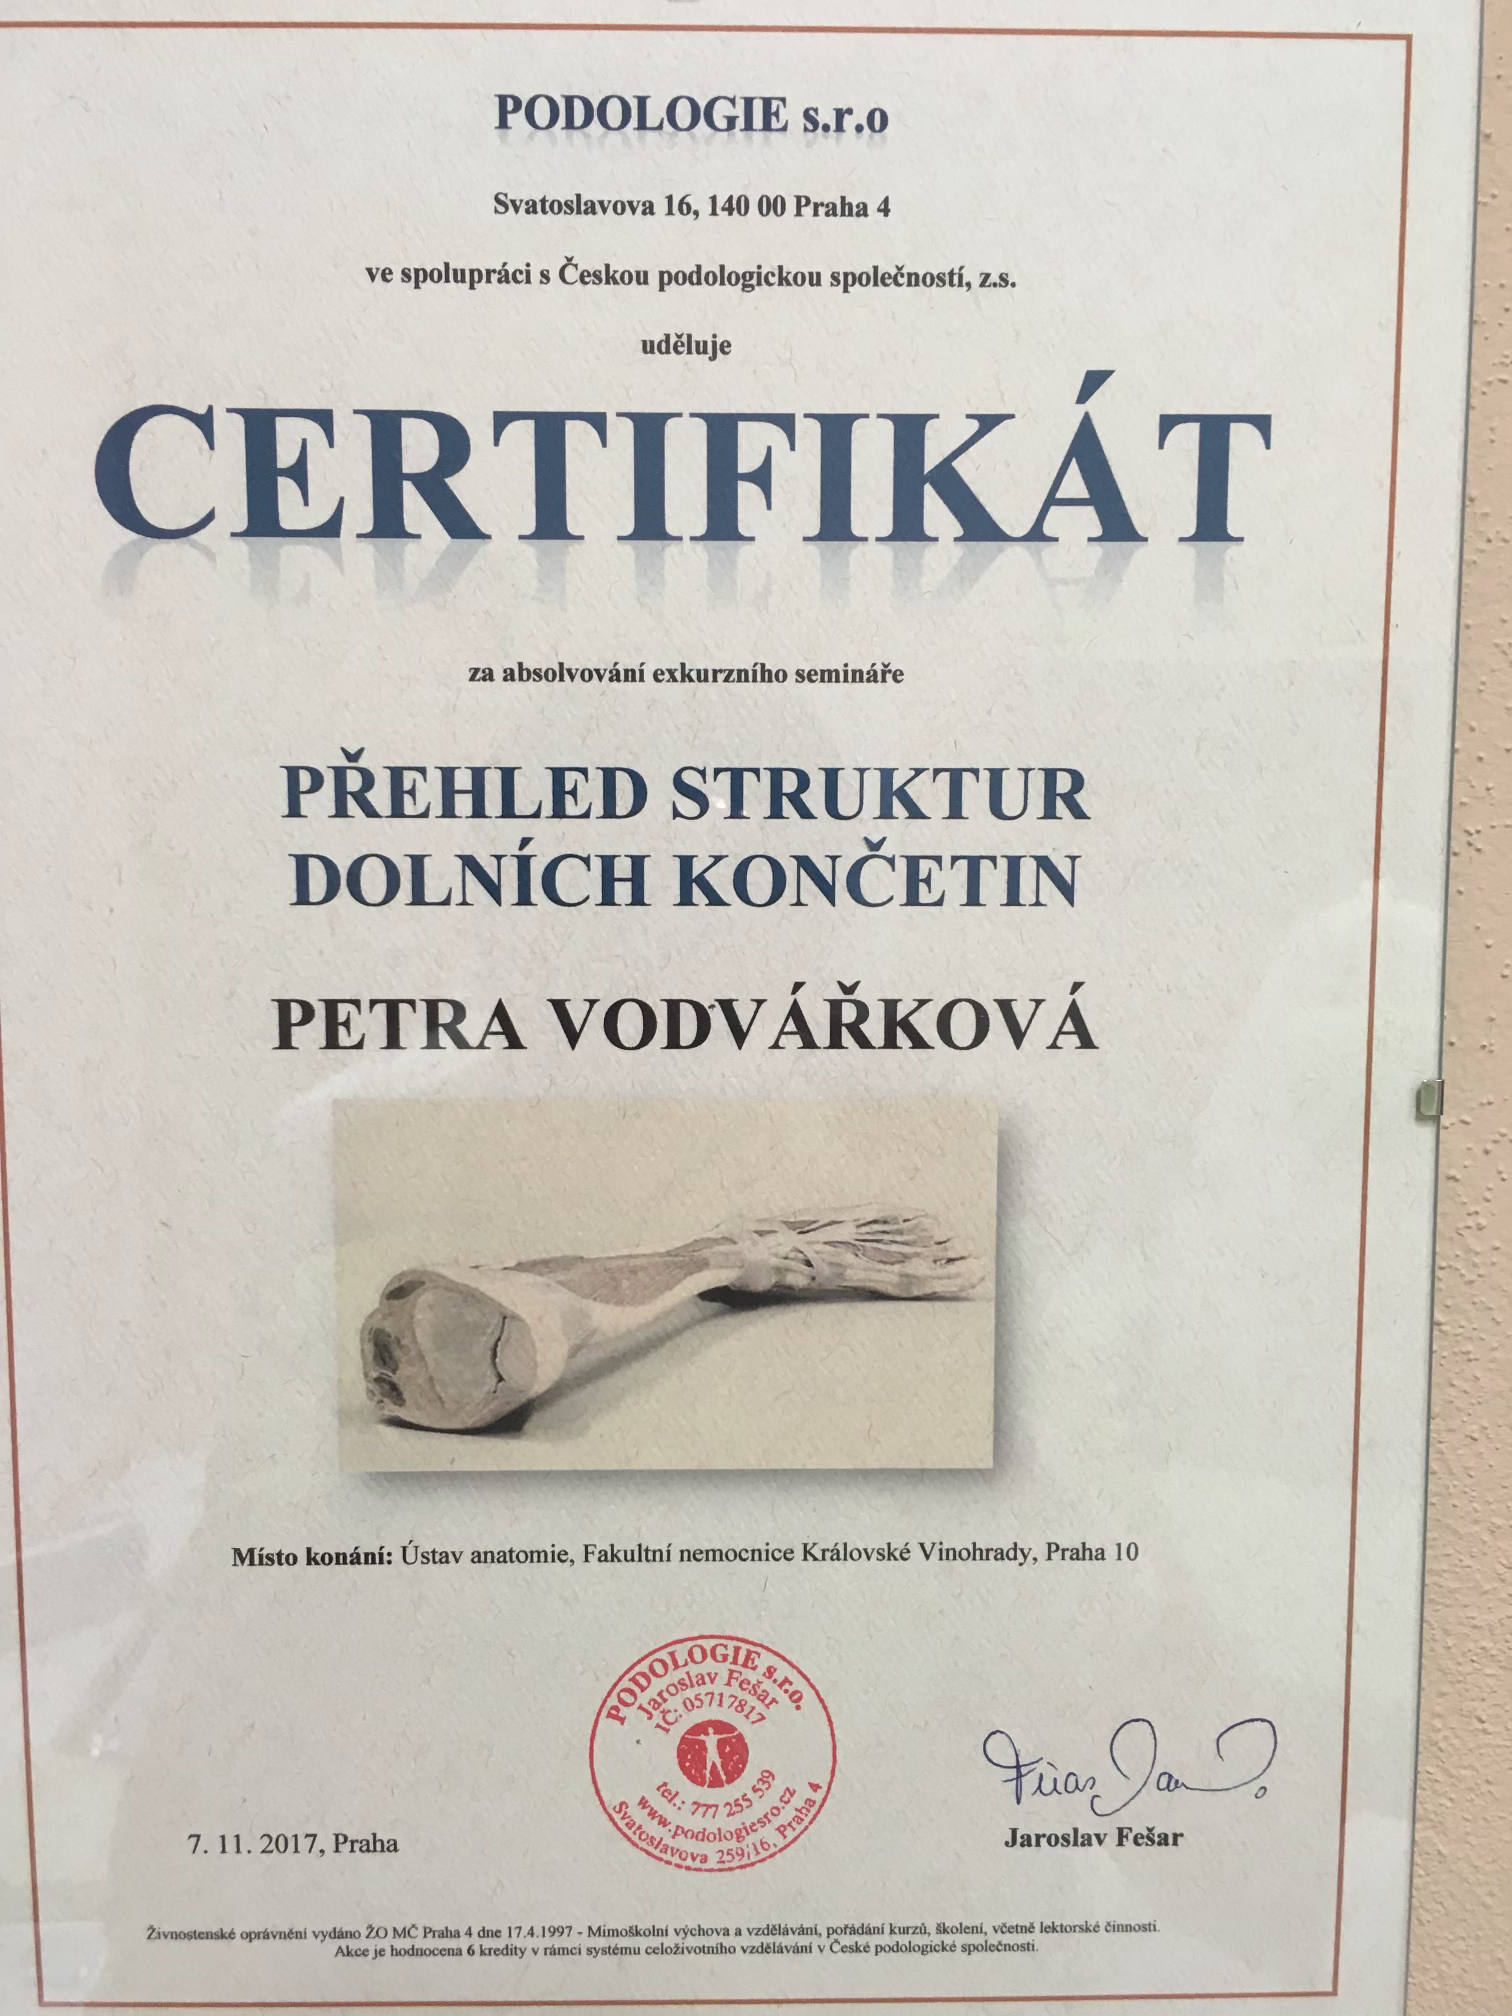 PODOLOGIE s.r.o
Svatoslavova 16, 140 00 Praha 4
ve spolupráci s Českou podologickou společností, z.s.
uděluje
CERTIFIKÁT
za absolvování exkurzního semináře
PŘEHLED STRUKTUR
DOLNÍCH KONČETIN
PETRA VODVÁŘKOVÁ
Místo konání: Ústav anatomie, Fakultní nemocnice Královské Vinohrady, Praha 10
PODOLOGIE s.r.o.
Jaroslav Fešar
IČ: 05717817
tel.: 777 255 539
www.podologiesro.cz
Svatoslavova 259/16, Praha 4
7. 11. 2017, Praha
Jaroslav Fešar
Živnostenské oprávnění vydáno ŽO MČ Praha 4 dne 17.4.1997 - Mimoškolní výchova a vzdělávání, pořádání kurzů, školení, včetně lektorské činnosti.
Akce je hodnocena 6 kredity v rámci systému celoživotního vzdělávání v České podologické společnosti.